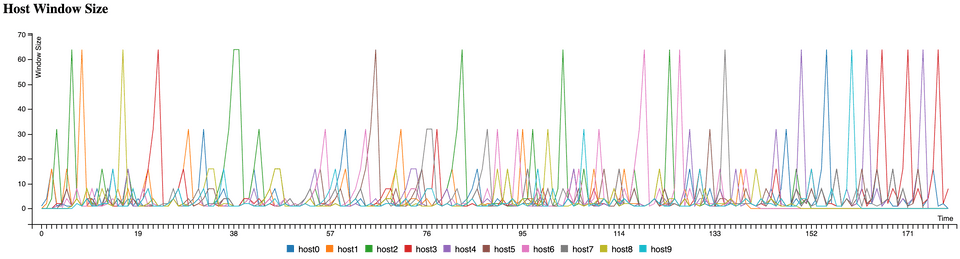 Host Window Size
70
60
50
40
30
20
10
0
Window Size
Time
0 19 38 57 76 95 114 133 152 171
host0 host1 host2 host3 host4 host5 host6 host7 host8 host9